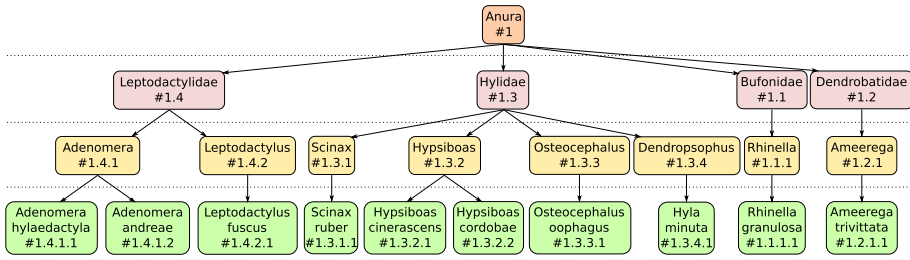 Anura
#1
Leptodactylidae
#1.4
Hylidae
#1.3
Bufonidae
#1.1
Dendrobatidae
#1.2
Adenomera
#1.4.1
Leptodactylus
#1.4.2
Scinax
#1.3.1
Hypsiboas
#1.3.2
Osteocephalus
#1.3.3
Dendropsophus
#1.3.4
Rhinella
#1.1.1
Ameerega
#1.2.1
Adenomera
hylaedactyla
#1.4.1.1
Adenomera
andreae
#1.4.1.2
Leptodactylus
fuscus
#1.4.2.1
Scinax
ruber
#1.3.1.1
Hypsiboas
cinerascens
#1.3.2.1
Hypsiboas
cordobae
#1.3.2.2
Osteocephalus
oophagus
#1.3.3.1
Hyla
minuta
#1.3.4.1
Rhinella
granulosa
#1.1.1.1
Ameerega
trivittata
#1.2.1.1